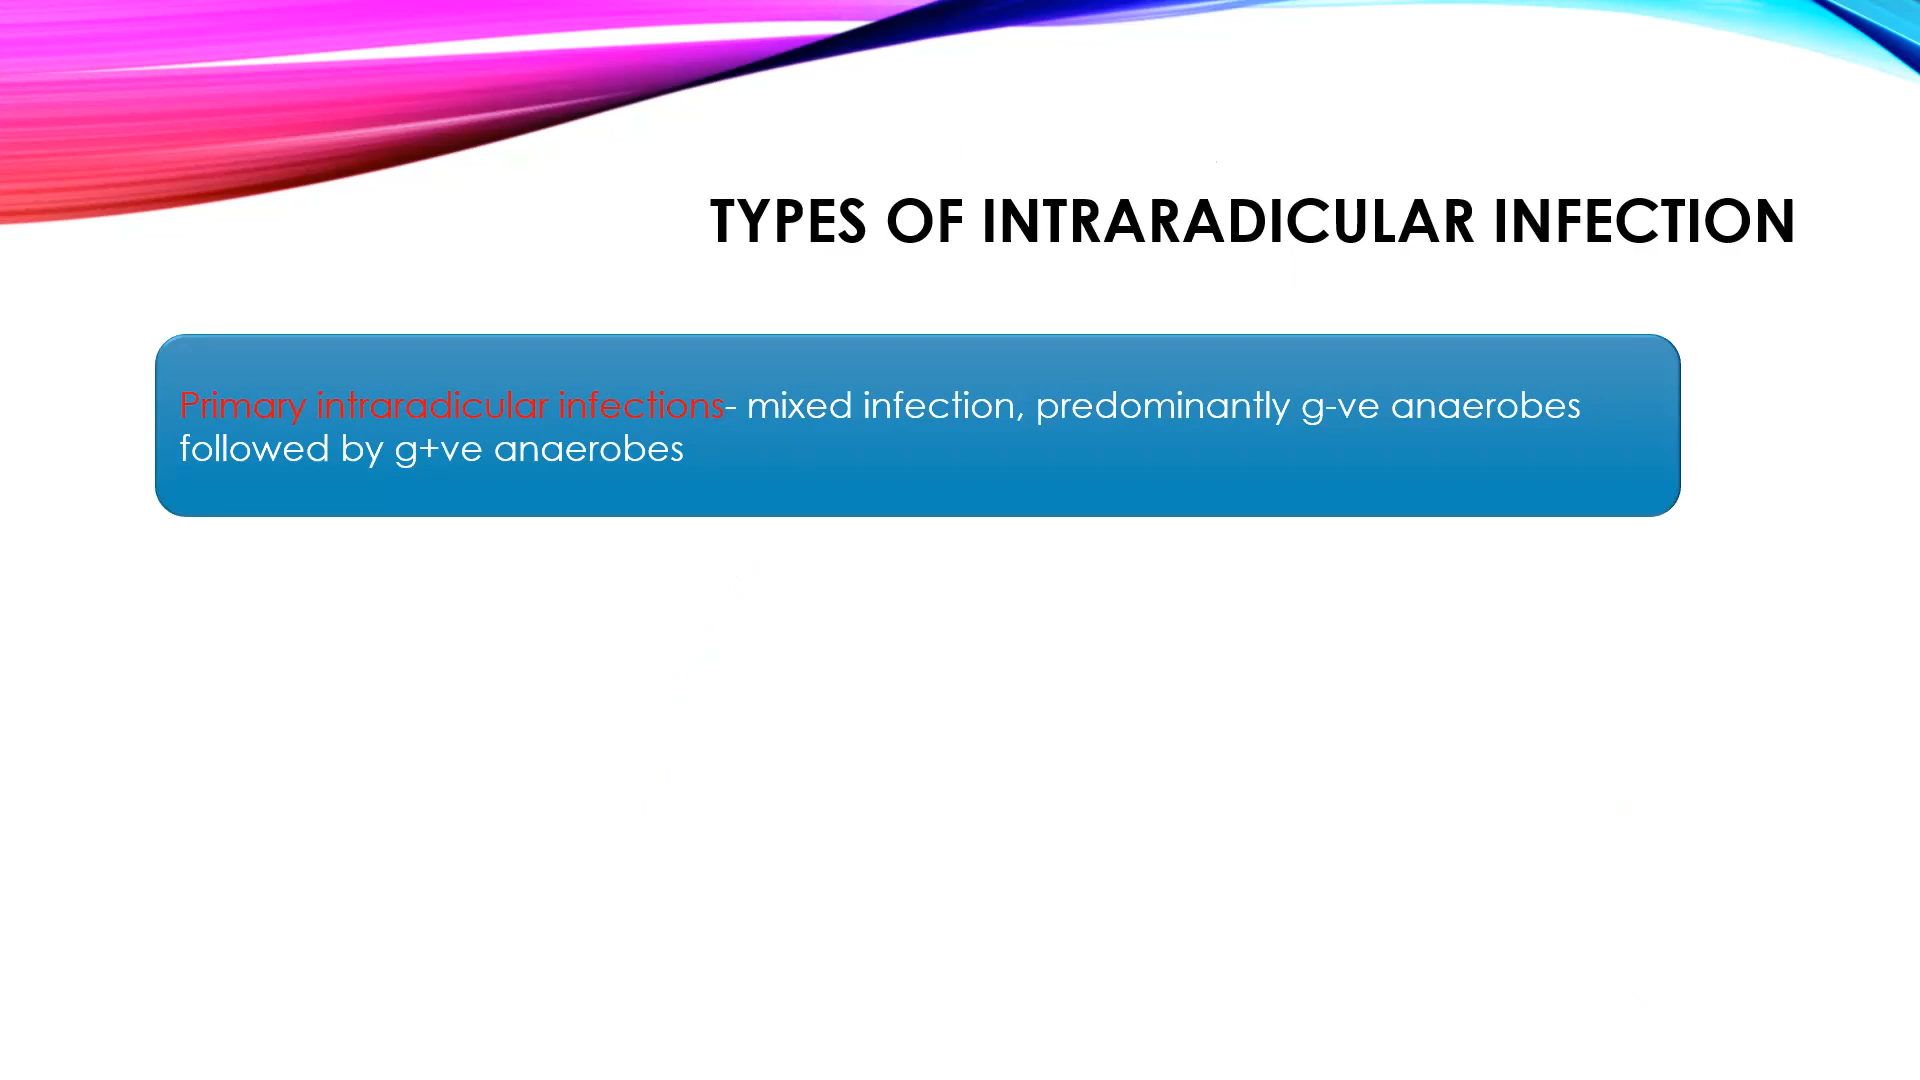 TYPES OF INTRARADICULAR INFECTION
Primary intraradicular infections- mixed infection, predominantly g-ve anaerobes
followed by g+ve anaerobes